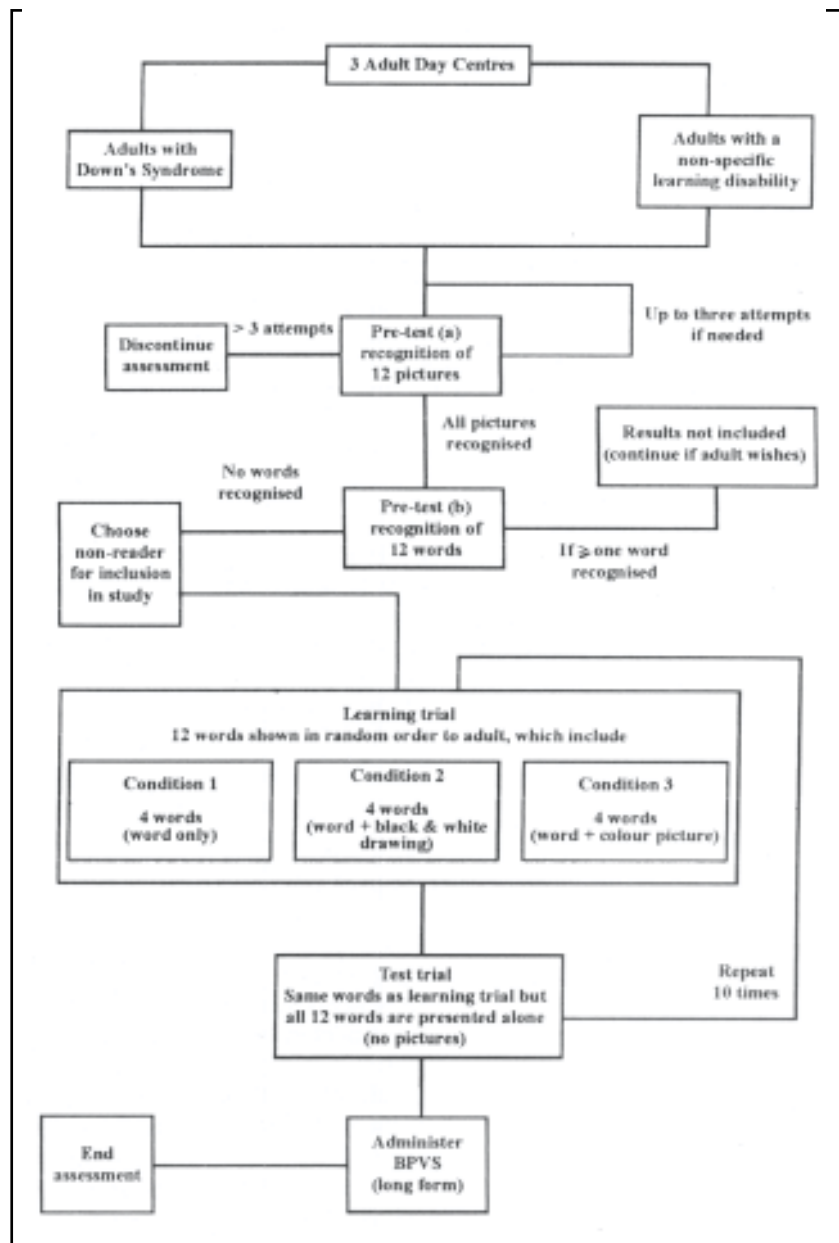 3 Adult Day Centres
Adults with
Down's Syndrome
Adults with a
non-specific
learning disability
> 3 attempts
Discontinue
assessment
Pre-test (a)
recognition of
12 pictures
Up to three attempts
if needed
All pictures
recognised
Results not included
(continue if adult wishes)
No words
recognised
Choose
non-reader
for inclusion
in study
Pre-test (b)
recognition of
12 words
If ⩾ one word
recognised
Learning trial
12 words shown in random order to adult, which include
Condition 1
4 words
(word only)
Condition 2
4 words
(word + black & white
drawing)
Condition 3
4 words
(word + colour picture)
Test trial
Same words as learning trial but
all 12 words are presented alone
(no pictures)
Repeat
10 times
End
assessment
Administer
BPVS
(long form)